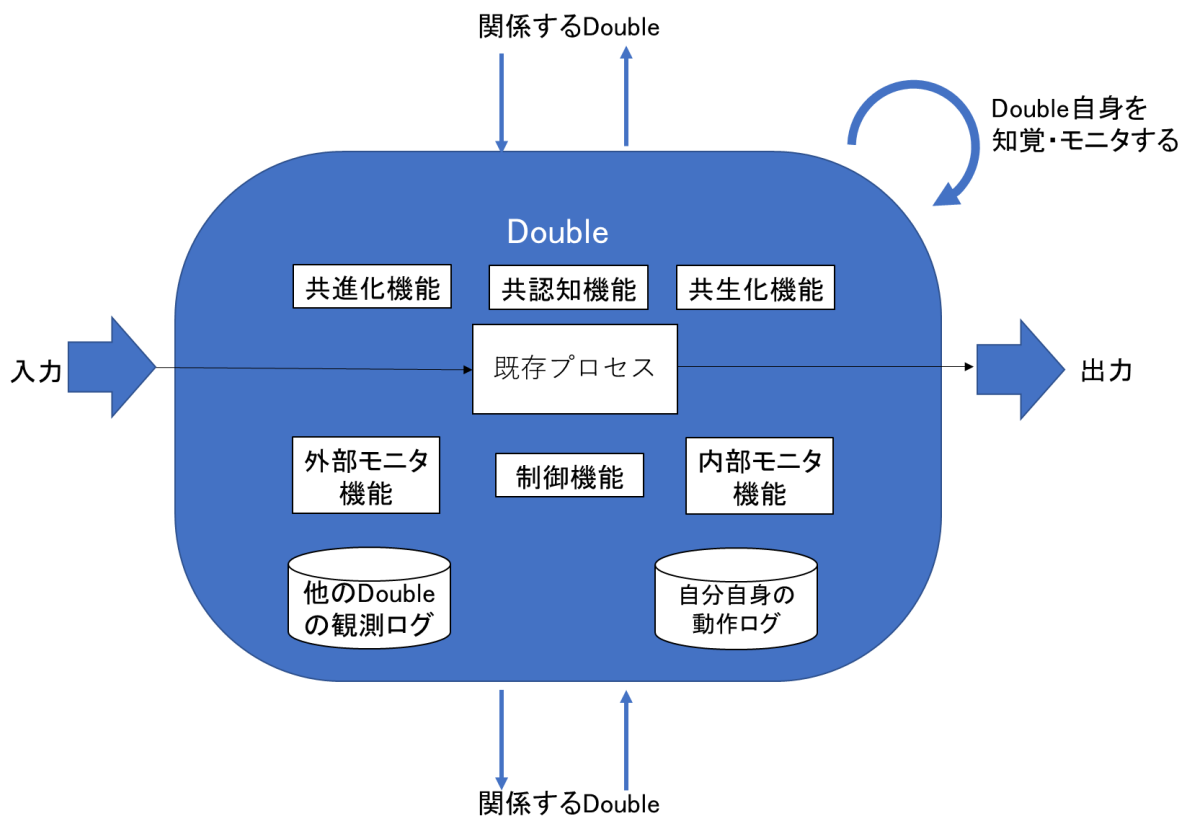 関係するDouble
Double自身を
知覚・モニタする
Double
共進化機能
共認知機能
共生化機能
入力
既存プロセス
出力
外部モニタ
機能
制御機能
内部モニタ
機能
他のDouble
の観測ログ
自分自身の
動作ログ
関係するDouble